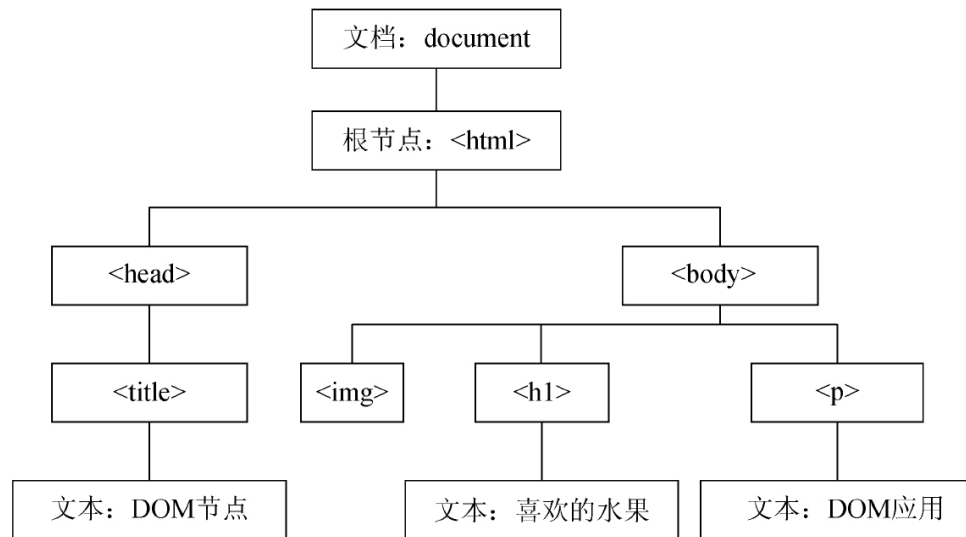 文档：document
根节点：<html>
<head>
<body>
<title>
<img>
<h1>
<p>
文本：DOM节点
文本：喜欢的水果
文本：DOM应用